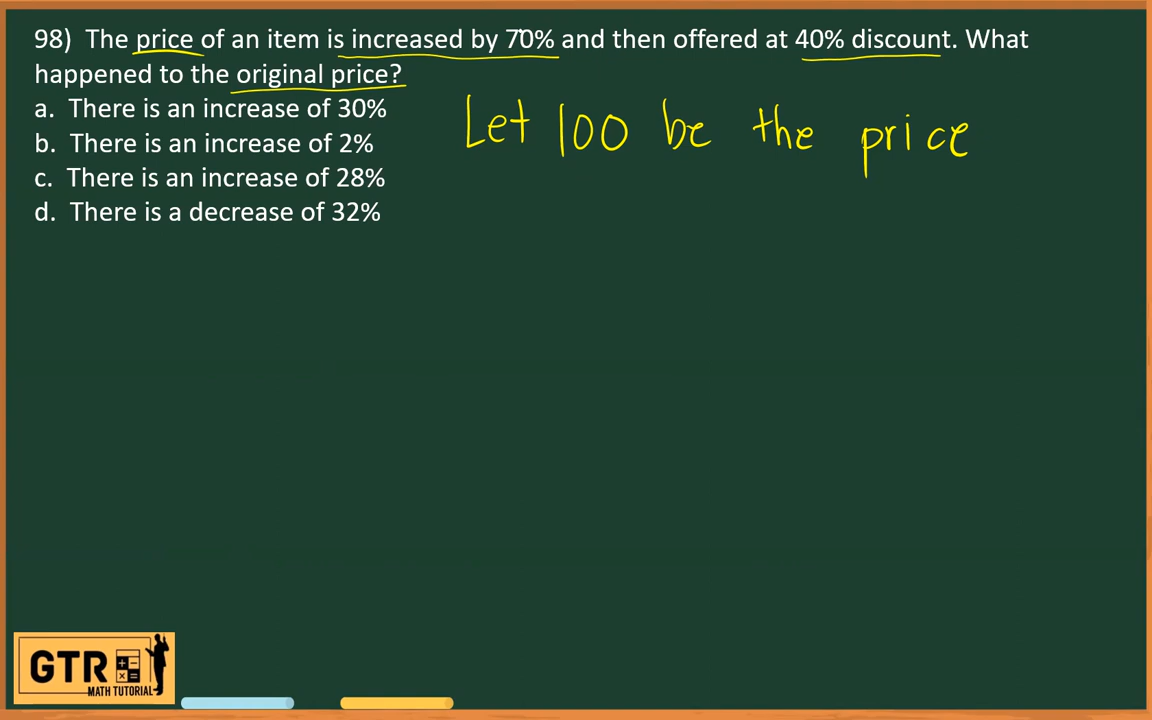 98) The price of an item is increased by 70% and then offered at 40% discount. What
happened to the original price?
a. There is an increase of 30%
b. There is an increase of 2%
c. There is an increase of 28%
d. There is a decrease of 32%
Let 100 be the price
GTR
MATH TUTORIAL